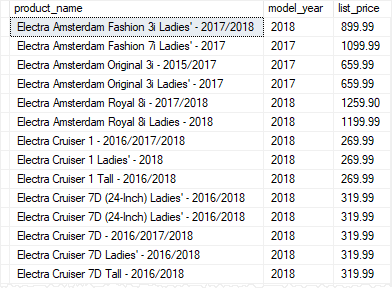 product_name model_year list_price
Electra Amsterdam Fashion 3i Ladies' - 2017/2018 2018 899.99
Electra Amsterdam Fashion 7i Ladies' - 2017 2017 1099.99
Electra Amsterdam Original 3i - 2015/2017 2017 659.99
Electra Amsterdam Original 3i Ladies' - 2017 2017 659.99
Electra Amsterdam Royal 8i - 2017/2018 2018 1259.90
Electra Amsterdam Royal 8i Ladies - 2018 2018 1199.99
Electra Cruiser 1 - 2016/2017/2018 2018 269.99
Electra Cruiser 1 Ladies' - 2018 2018 269.99
Electra Cruiser 1 Tall - 2016/2018 2018 269.99
Electra Cruiser 7D (24-Inch) Ladies' - 2016/2018 2018 319.99
Electra Cruiser 7D (24-Inch) Ladies' - 2016/2018 2018 319.99
Electra Cruiser 7D - 2016/2017/2018 2018 319.99
Electra Cruiser 7D Ladies' - 2016/2018 2018 319.99
Electra Cruiser 7D Tall - 2016/2018 2018 319.99